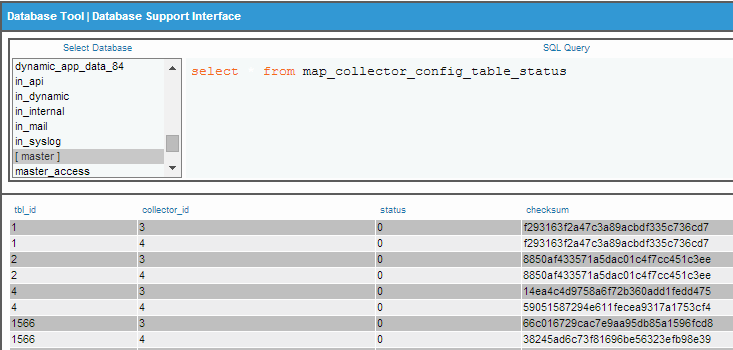 Database Tool | Database Support Interface
Select Database
SQL Query
dynamic_app_data_84
in_api
in_dynamic
in_internal
in_mail
in_syslog
[ master ]
master_access
select * from map_collector_config_table_status
tbl_id collector_id status checksum
1 3 0 f293163f2a47c3a89acbdf335c736cd7
1 4 0 f293163f2a47c3a89acbdf335c736cd7
2 3 0 8850af433571a5dac01c4f7cc451c3ee
2 4 0 8850af433571a5dac01c4f7cc451c3ee
4 3 0 14ea4c4d9758a6f72b360add1fedd475
4 4 0 59051587294e611fecea9317a1753cf4
1566 3 0 66c016729cac7e9aa95db85a1596fcd8
1566 4 0 38245ad6c73f81696be56323efb98e39